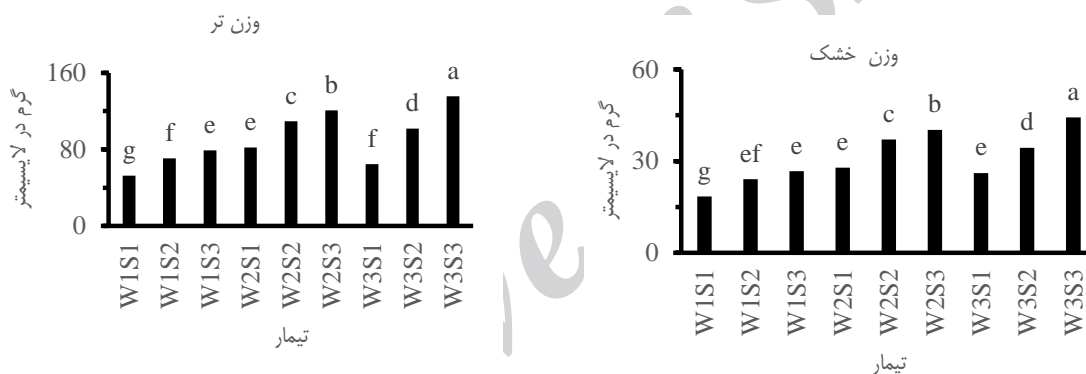 وزن تر
گرم در لایسیمتر
160
80
0
g
f
e
e
c
b
f
d
a
W1S1
W1S2
W1S3
W2S1
W2S2
W2S3
W3S1
W3S2
W3S3
تیمار
وزن خشک
گرم در لایسیمتر
60
30
0
g
ef
e
e
c
b
e
d
a
W1S1
W1S2
W1S3
W2S1
W2S2
W2S3
W3S1
W3S2
W3S3
تیمار